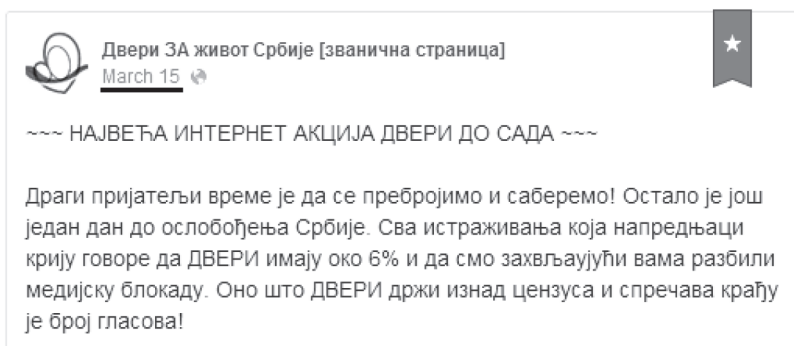 Двери ЗА живот Србије [званична страница]
March 15
~~~ НАЈВЕЋА ИНТЕРНЕТ АКЦИЈА ДВЕРИ ДО САДА ~~~
Драги пријатељи време је да се пребројимо и саберемо! Остало је још
један дан до ослобођења Србије. Сва истраживања која напредњаци
крију говоре да ДВЕРИ имају око 6% и да смо захвљаујући вама разбили
медијску блокаду. Оно што ДВЕРИ држи изнад цензуса и спречава крађу
је број гласова!